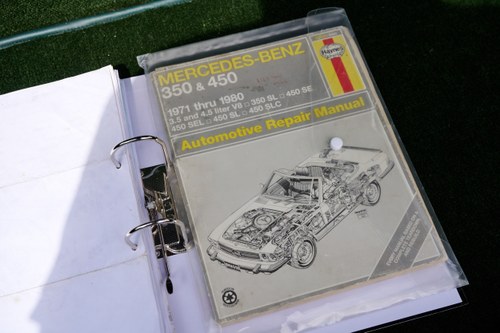 MERCEDES-BENZ
350 & 450
Haynes
1971 thru 1980
3.5 and 4.5 liter V8 □ 350 SL □ 450 SE
450 SEL □ 450 SL □ 450 SLC
Automotive Repair Manual